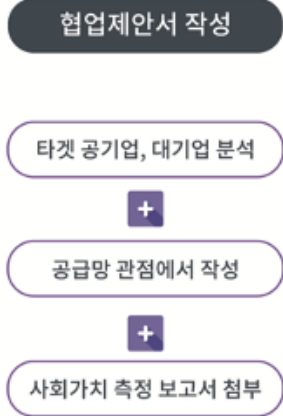 협업제안서 작성
타겟 공기업, 대기업 분석
+
공급망 관점에서 작성
+
사회가치 측정 보고서 첨부